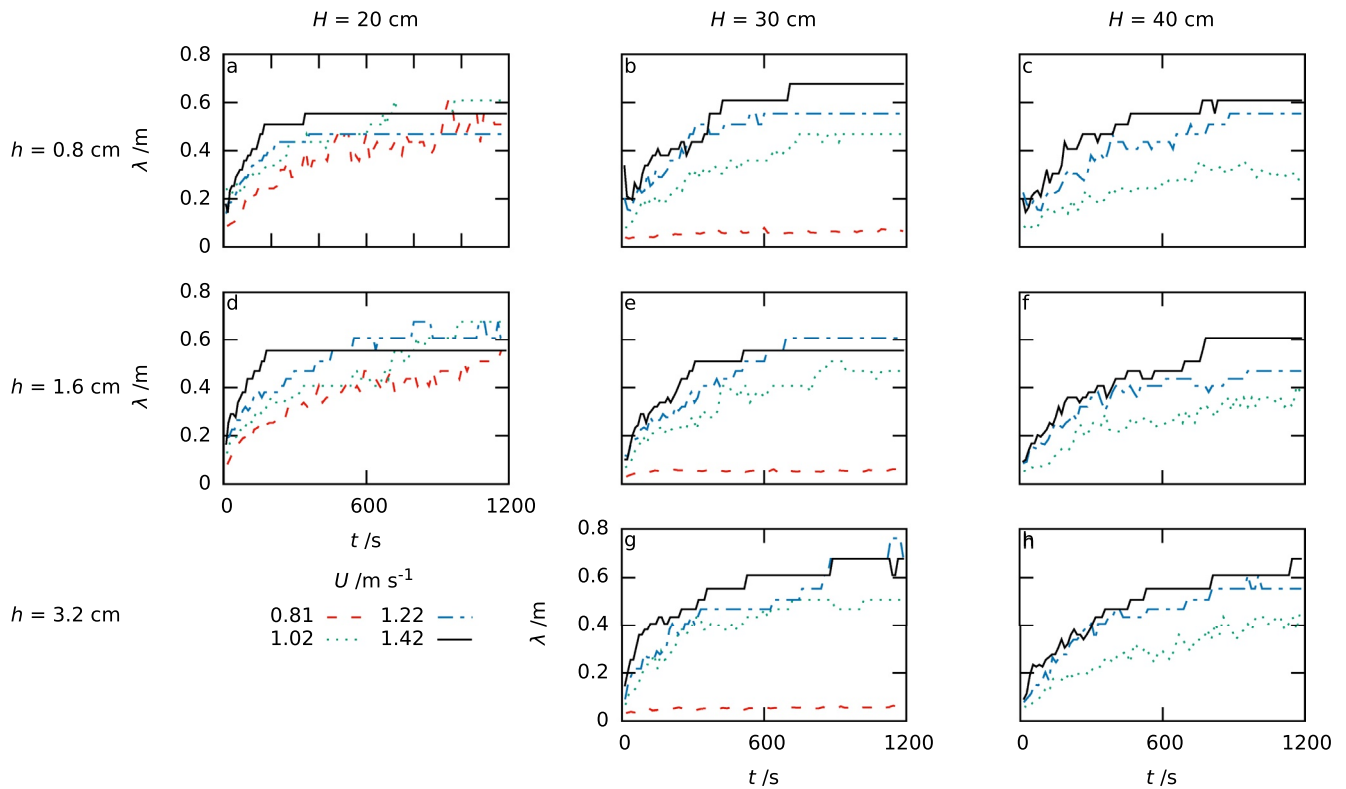 H = 20 cm H = 30 cm H = 40 cm
0.8 a b c
0.6
h = 0.8 cm λ /m 0.4
0.2
0
0.8 d e f
0.6
h = 1.6 cm λ /m 0.4
0.2
0
0 600 1200
t /s
0.8 g h
0.6
h = 3.2 cm λ /m 0.4
0.2
0
0 600 1200 0 600 1200
t /s t /s
U /m s-1
0.81 1.22
1.02 1.42